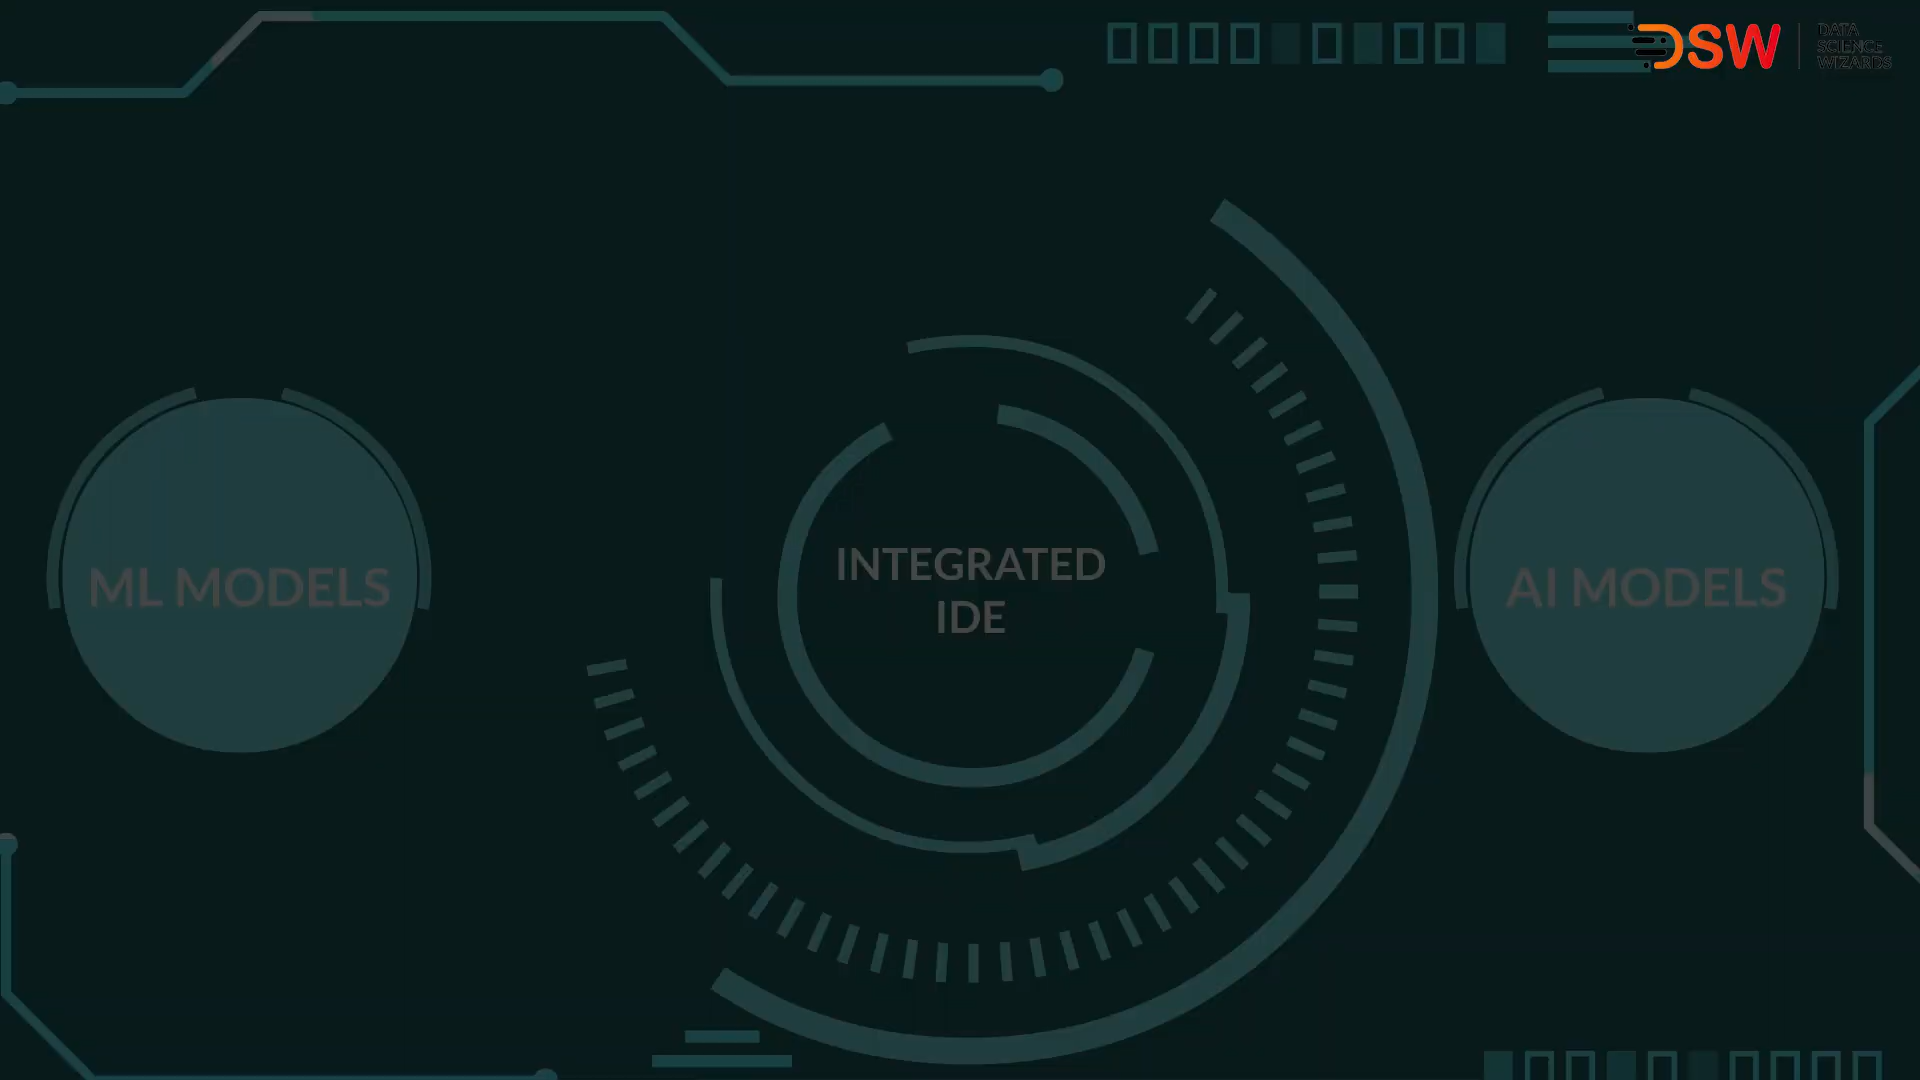 DSW
DATA
SCIENCE
WIZARDS
ML MODELS
INTEGRATED
IDE
AI MODELS